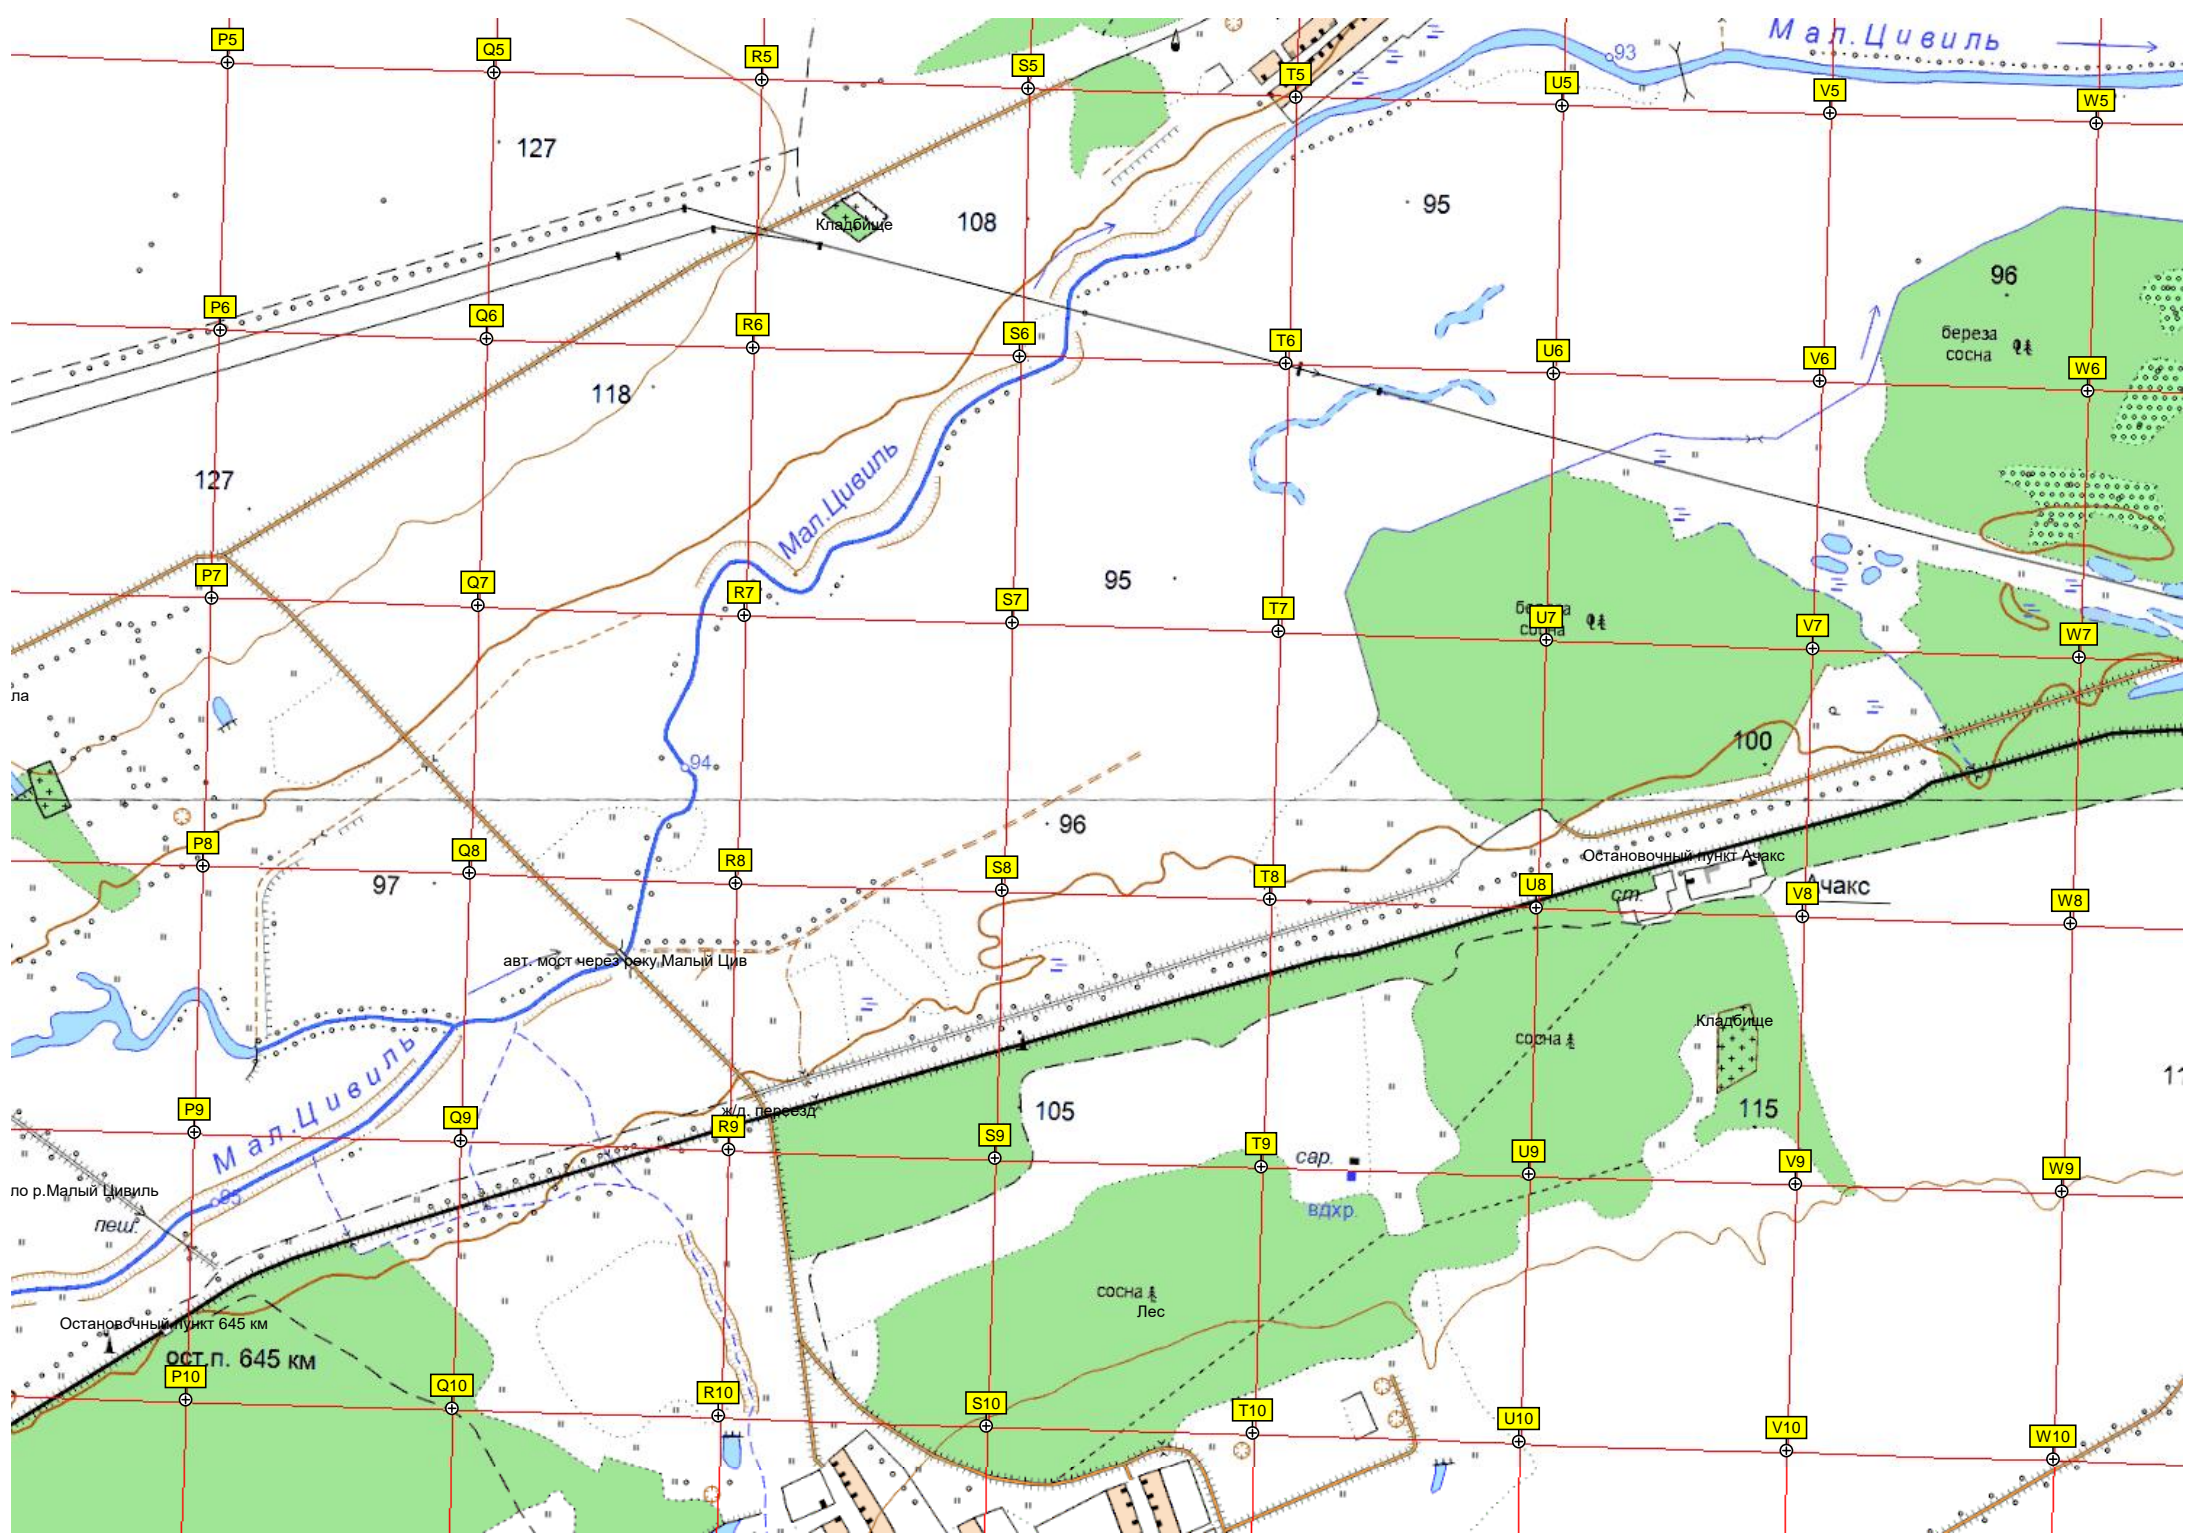 Мал.Цивиль
93
P5
Q5
R5
S5
T5
U5
V5
W5
127
95
108
Кладбище
96
береза
сосна
P6
Q6
R6
S6
T6
U6
V6
W6
118
127
Мал.Цивиль
95
P7
Q7
R7
S7
T7
U7
V7
W7
ла
94
100
96
P8
Q8
R8
S8
T8
U8
V8
W8
Остановочный пункт Ачакс
ст.
Ачакс
97
авт. мост через реку Малый Цив
Мал.Цивиль
сосна
Кладбище
11
P9
Q9
R9
S9
T9
U9
V9
W9
ж/д. переезд
105
115
сар.
вдхр.
ло р.Малый Цивиль
95
пеш.
сосна
Лес
Остановочный пункт 645 км
ост.п. 645 км
P10
Q10
R10
S10
T10
U10
V10
W10